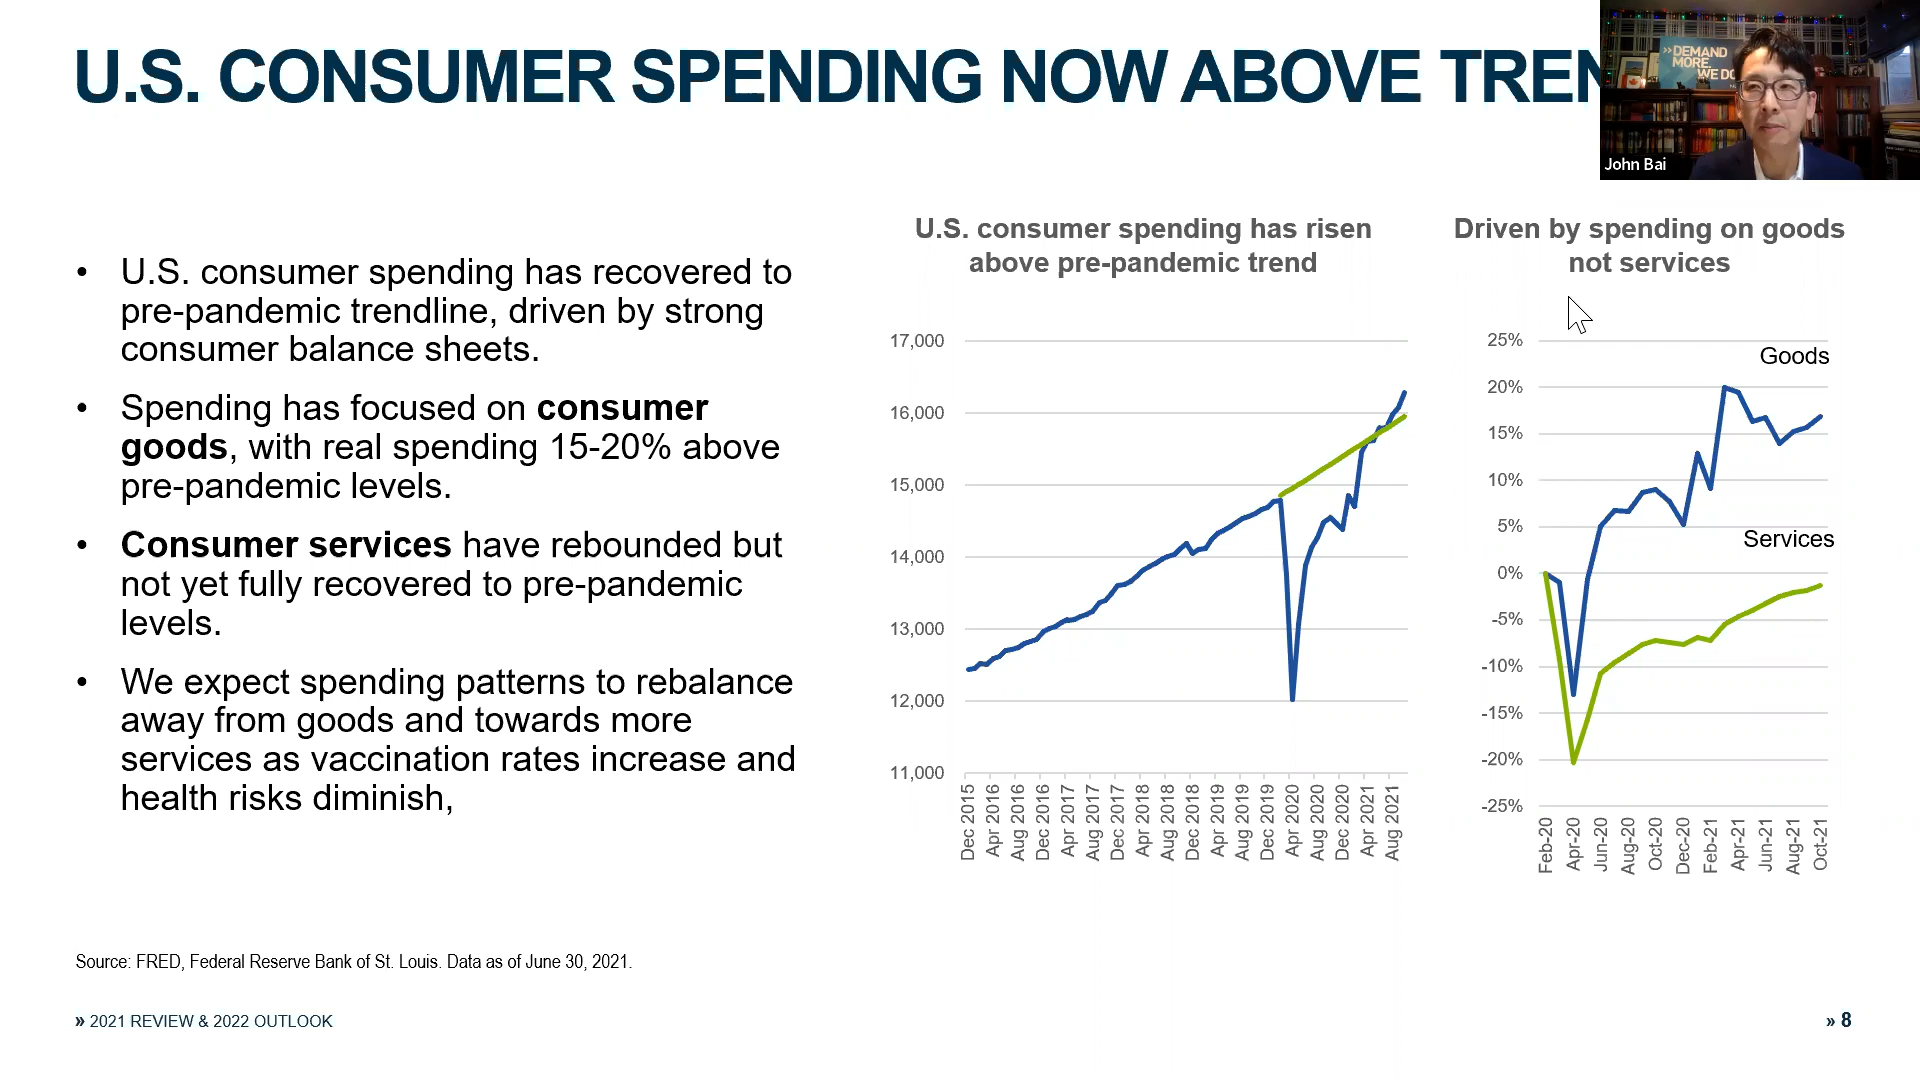 U.S. CONSUMER SPENDING NOW ABOVE TREN
»DEMAND
MORE.
WE DO
John Bai
• U.S. consumer spending has recovered to
pre-pandemic trendline, driven by strong
consumer balance sheets.
• Spending has focused on consumer
goods, with real spending 15-20% above
pre-pandemic levels.
• Consumer services have rebounded but
not yet fully recovered to pre-pandemic
levels.
• We expect spending patterns to rebalance
away from goods and towards more
services as vaccination rates increase and
health risks diminish,
U.S. consumer spending has risen
above pre-pandemic trend
17,000
16,000
15,000
14,000
13,000
12,000
11,000
Dec 2015
Apr 2016
Aug 2016
Dec 2016
Apr 2017
Aug 2017
Dec 2017
Apr 2018
Aug 2018
Dec 2018
Apr 2019
Aug 2019
Dec 2019
Apr 2020
Aug 2020
Dec 2020
Apr 2021
Aug 2021
Driven by spending on goods
not services
25%
20%
15%
10%
5%
0%
-5%
-10%
-15%
-20%
-25%
Goods
Services
Feb-20
Apr-20
Jun-20
Aug-20
Oct-20
Dec-20
Feb-21
Apr-21
Jun-21
Aug-21
Oct-21
Source: FRED, Federal Reserve Bank of St. Louis. Data as of June 30, 2021.
» 2021 REVIEW & 2022 OUTLOOK
» 8